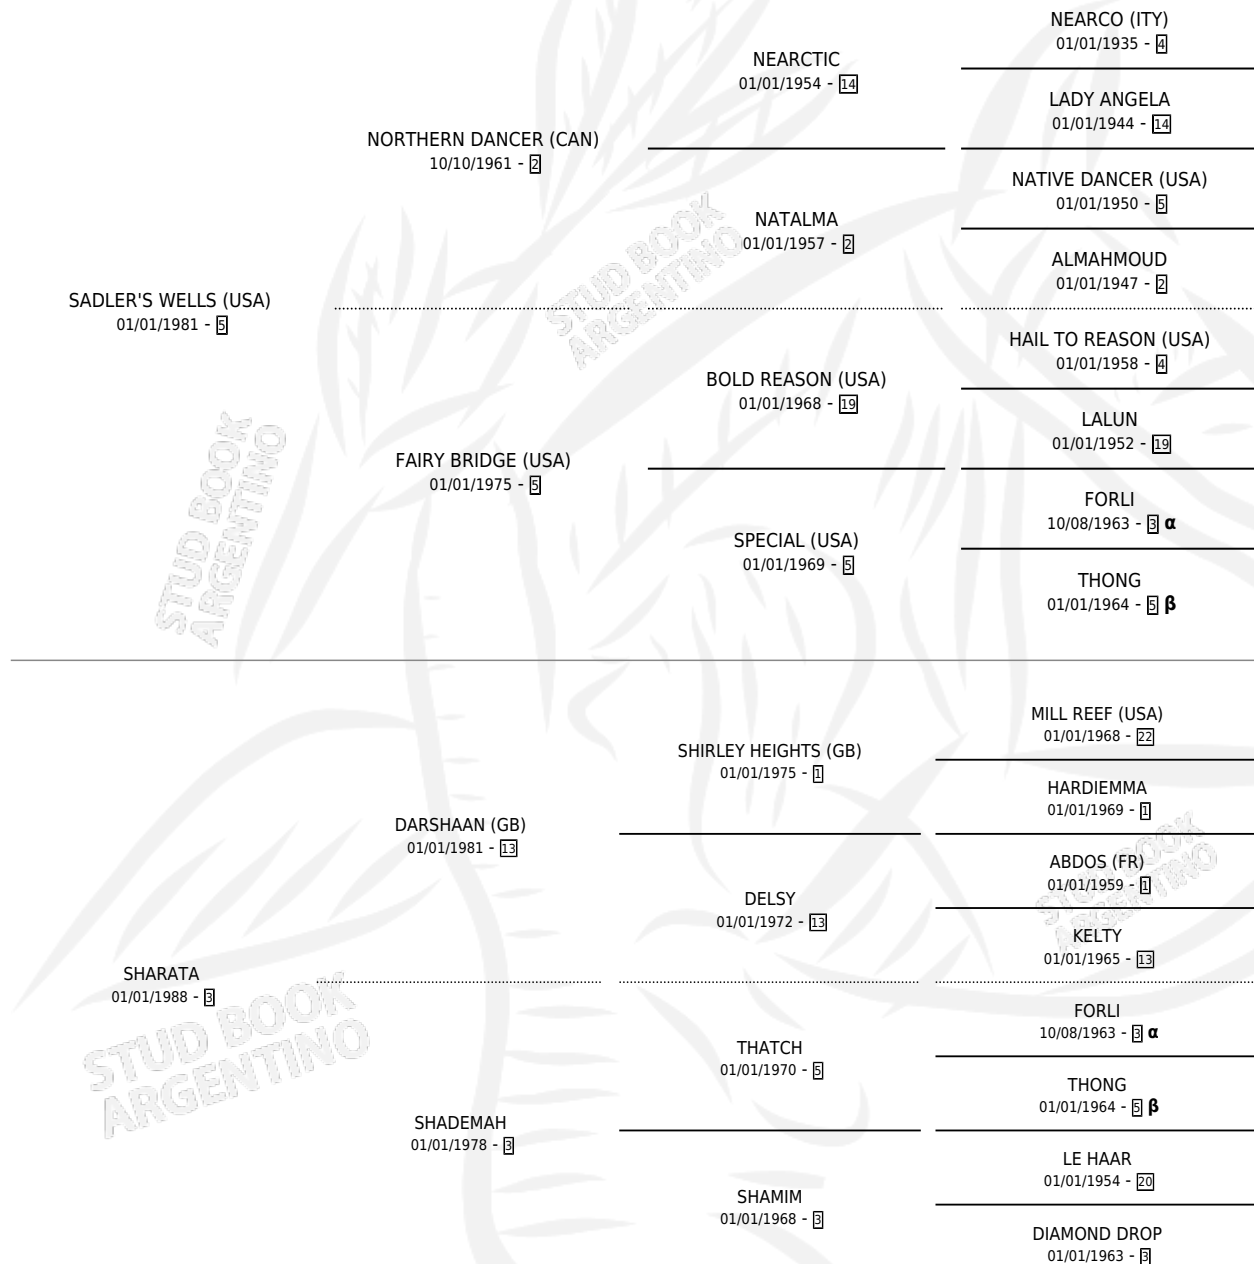 NEARCO (ITY)
01/01/1935 - 4
NEARCTIC
01/01/1954 - 14
LADY ANGELA
01/01/1944 - 14
NORTHERN DANCER (CAN)
10/10/1961 - 2
NATIVE DANCER (USA)
01/01/1950 - 5
NATALMA
01/01/1957 - 2
ALMAHMOUD
01/01/1947 - 2
STUD BOOK
ARGENTINO
SADLER'S WELLS (USA)
01/01/1981 - 5
HAIL TO REASON (USA)
01/01/1958 - 4
BOLD REASON (USA)
01/01/1968 - 19
LALUN
01/01/1952 - 19
FAIRY BRIDGE (USA)
01/01/1975 - 5
FORLI
10/08/1963 - 3 α
SPECIAL (USA)
01/01/1969 - 5
THONG
01/01/1964 - 5 β
STUD BOOK
ARGENTINO
MILL REEF (USA)
01/01/1968 - 22
SHIRLEY HEIGHTS (GB)
01/01/1975 - 1
HARDIEMMA
01/01/1969 - 1
DARSHAAN (GB)
01/01/1981 - 13
ABDOS (FR)
01/01/1959 - 1
DELSY
01/01/1972 - 13
KELTY
01/01/1965 - 13
STUD BOOK
ARGENTINO
SHARATA
01/01/1988 - 3
FORLI
10/08/1963 - 3 α
THATCH
01/01/1970 - 5
THONG
01/01/1964 - 5 β
SHADEMAH
01/01/1978 - 3
LE HAAR
01/01/1954 - 20
SHAMIM
01/01/1968 - 3
DIAMOND DROP
01/01/1963 - 3
STUD BOOK
ARGENTINO